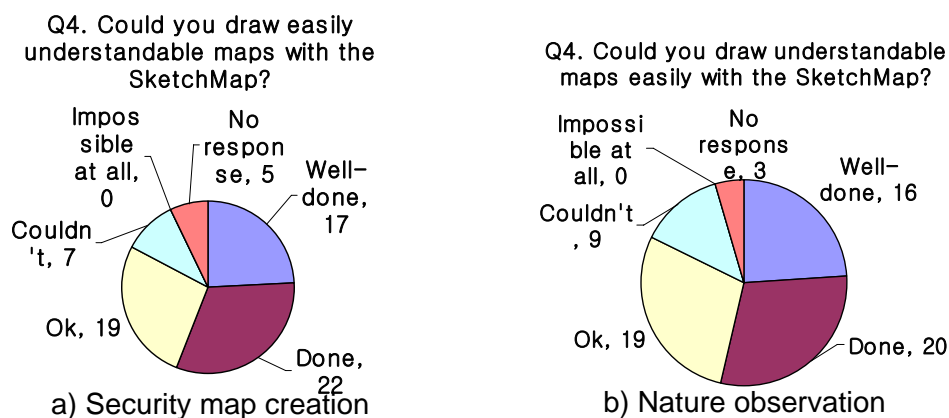 Q4. Could you draw easily
understandable maps with the
SketchMap?
Impos
sible
at all,
0
No
respon
se, 5
Well-
done,
17
Couldn
't, 7
Ok, 19
Done,
22
a) Security map creation
Q4. Could you draw understandable
maps easily with the SketchMap?
Impossi
ble at
all, 0
No
respons
e, 3
Well-
done, 16
Couldn't
, 9
Ok, 19
Done, 20
b) Nature observation